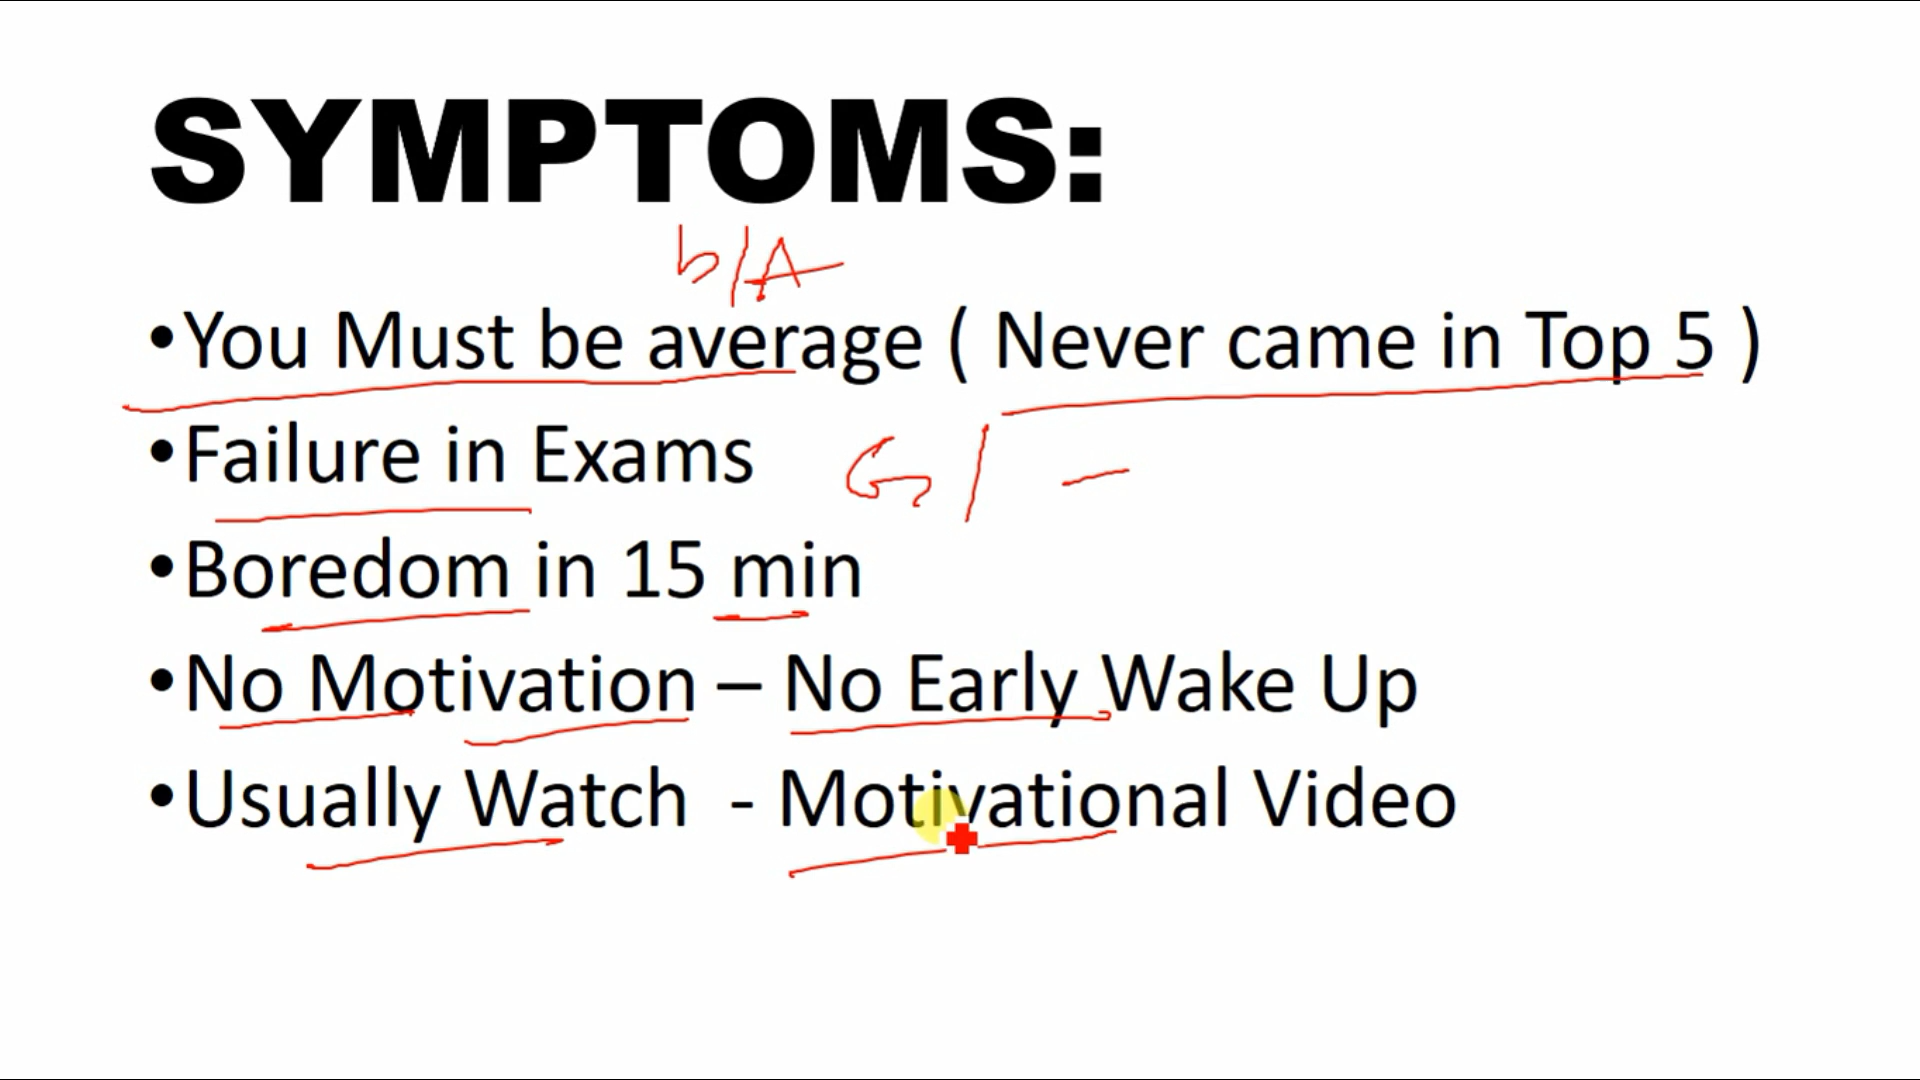 SYMPTOMS:
b/A
•You Must be average ( Never came in Top 5 )
•Failure in Exams
•Boredom in 15 min
•No Motivation – No Early Wake Up
•Usually Watch - Motivational Video